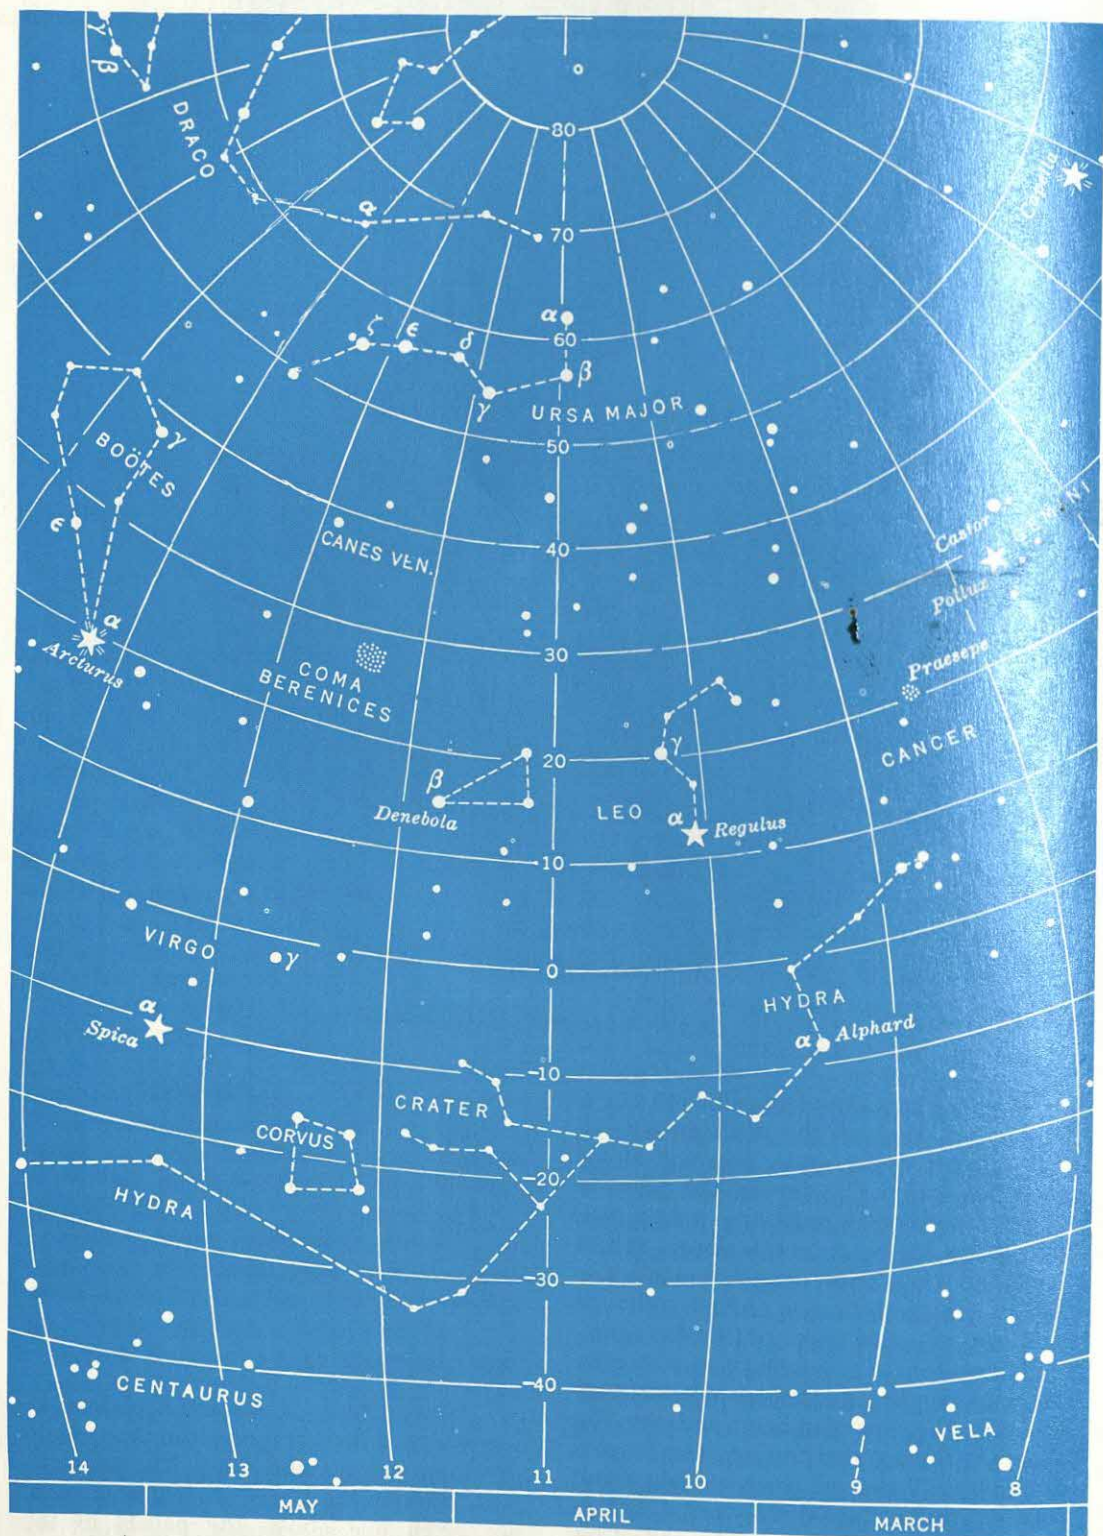 γ
β
DRACO
80
Capella
α
70
α
60
ζ
ϵ
δ
β
γ
URSA MAJOR
50
γ
BOÖTES
ϵ
CANES VEN.
40
Castor
Pollux
α
Arcturus
30
COMA
BERENICES
Praesepe
CANCER
γ
20
β
Denebola
LEO
α
Regulus
10
VIRGO
γ
0
HYDRA
α
Spica
α
Alphard
-10
CRATER
CORVUS
-20
HYDRA
-30
-40
CENTAURUS
VELA
14
13
12
11
10
9
8
MAY
APRIL
MARCH